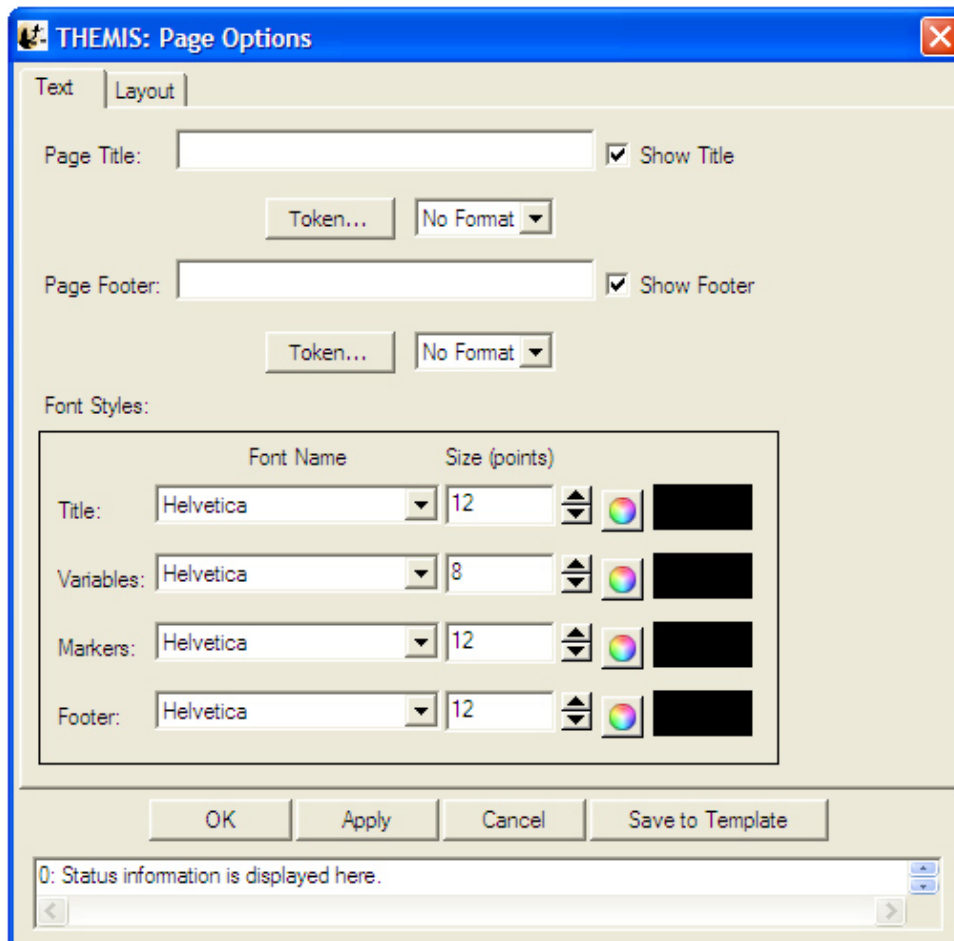 THEMIS: Page Options
Text Layout
Page Title: Show Title
Token... No Format
Page Footer: Show Footer
Token... No Format
Font Styles:
Font Name Size (points)
Title: Helvetica 12
Variables: Helvetica 8
Markers: Helvetica 12
Footer: Helvetica 12
OK Apply Cancel Save to Template
0: Status information is displayed here.